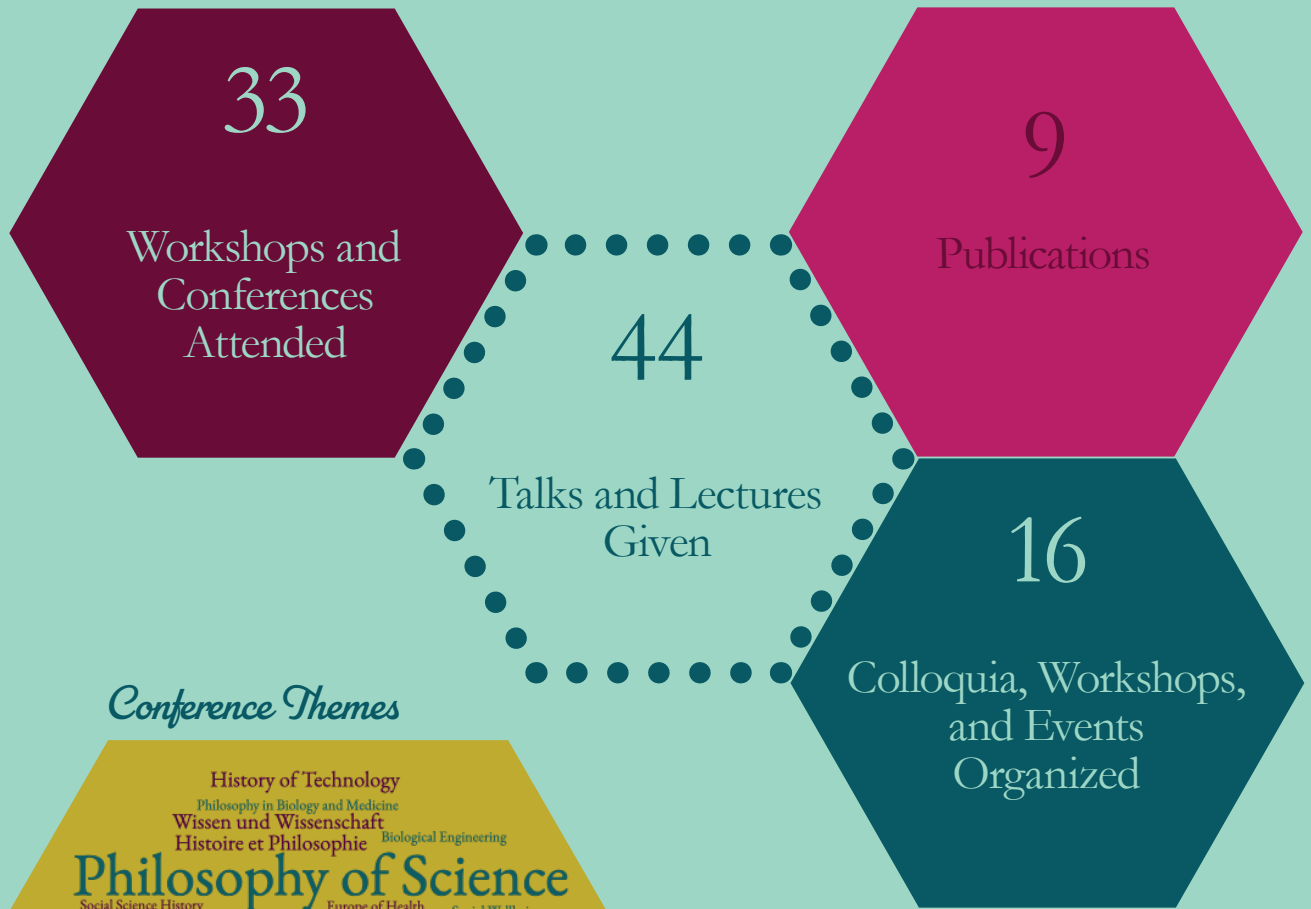 33
Workshops and
Conferences
Attended
9
Publications
44
Talks and Lectures
Given
16
Colloquia, Workshops,
and Events
Organized
Conference Themes
History of Technology
Philosophy in Biology and Medicine
Wissen und Wissenschaft
Histoire et Philosophie
Biological Engineering
Philosophy of Science
Social Science History
Europe of Health